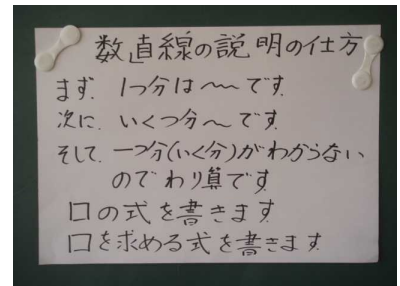 数直線の説明の仕方
まず、1つ分は〜です
次に、いくつ分〜です
そして、一つ分(いく分)がわからない
のでわり算です
口の式を書きます
口を求める式を書きます